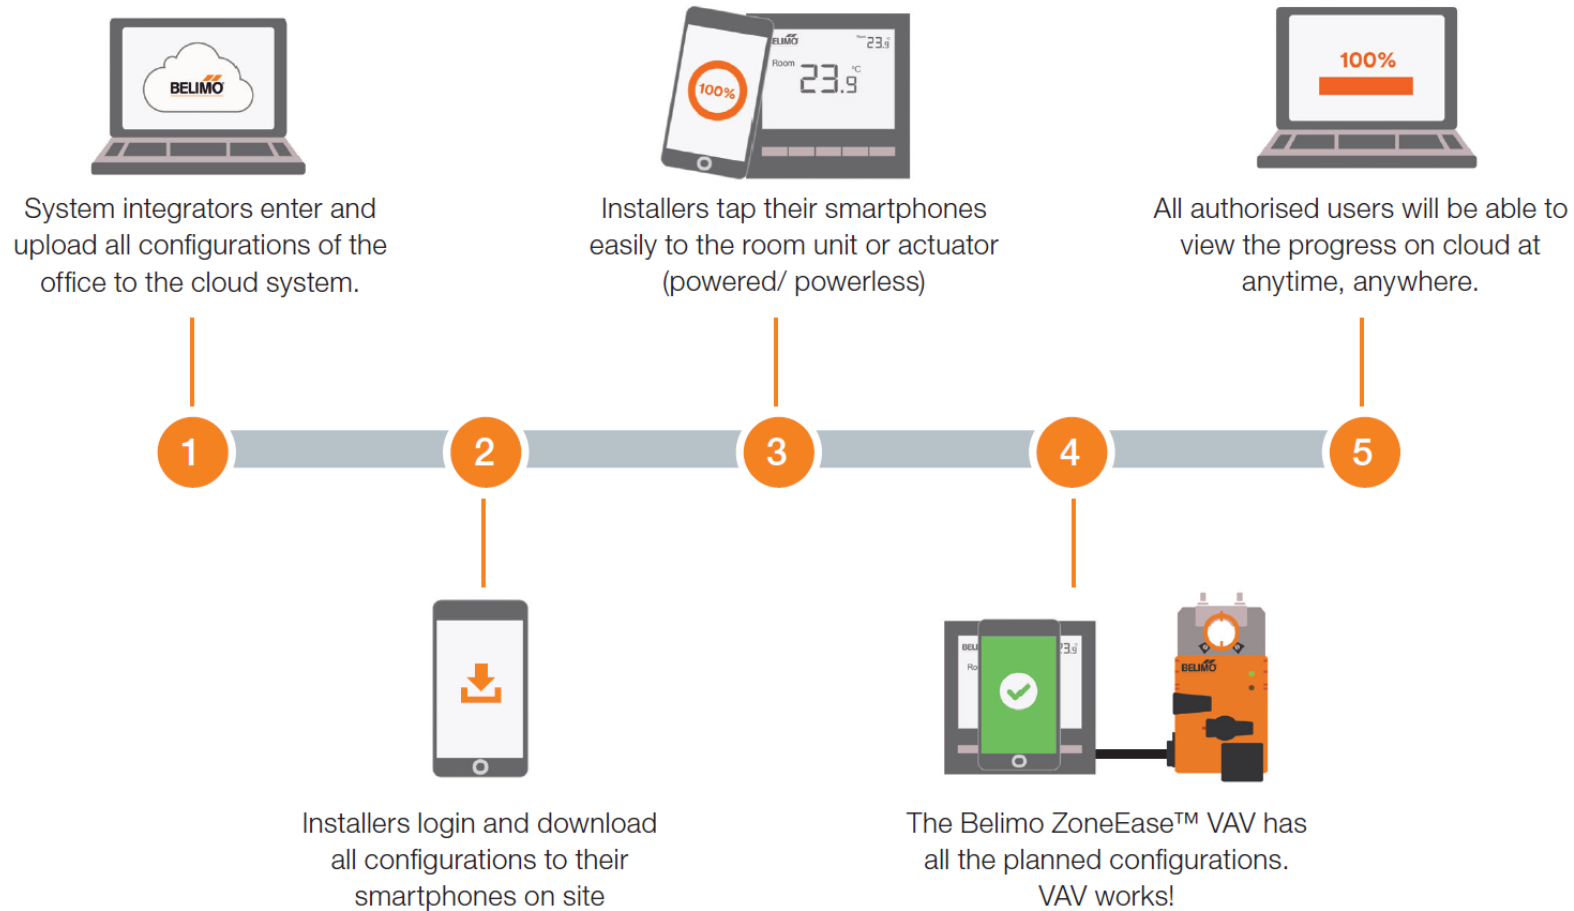 BELIMO
System integrators enter and
upload all configurations of the
office to the cloud system.
100%
ELIMO
23.9
Room
23.9
°C
Installers tap their smartphones
easily to the room unit or actuator
(powered/ powerless)
100%
All authorised users will be able to
view the progress on cloud at
anytime, anywhere.
1
2
3
4
5
Installers login and download
all configurations to their
smartphones on site
BELI
Ro
23.9
BELIMO
The Belimo ZoneEase™ VAV has
all the planned configurations.
VAV works!